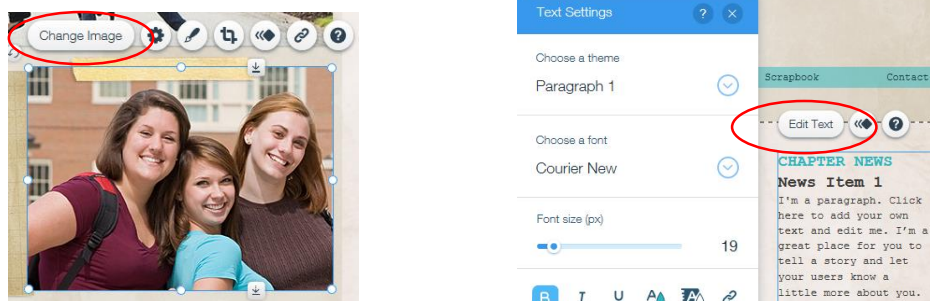 Change Image
?
Text Settings
?
Choose a theme
Paragraph 1
Choose a font
Courier New
Font size (px)
19
B I U A A
Scrapbook Contact
Edit Text
?
CHAPTER NEWS
News Item 1
I'm a paragraph. Click
here to add your own
text and edit me. I'm a
great place for you to
tell a story and let
your users know a
little more about you.